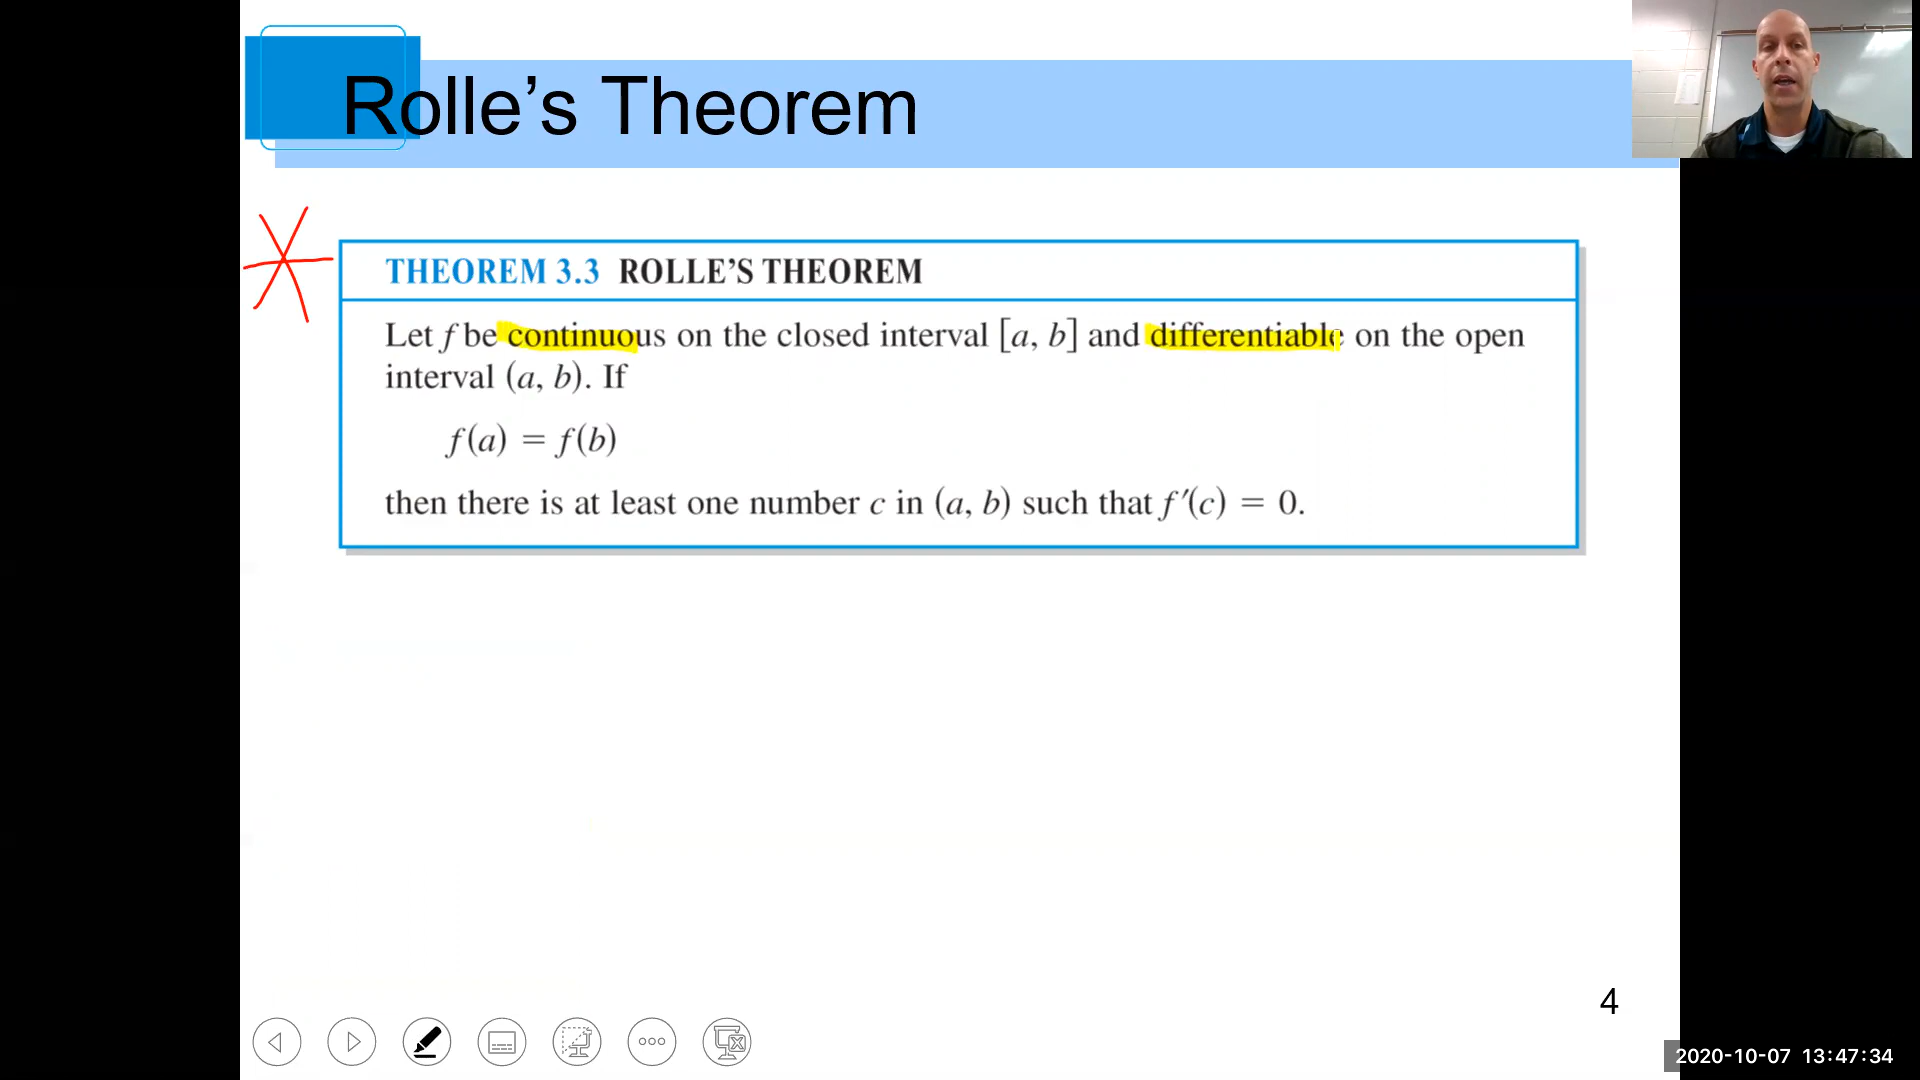 Rolle’s Theorem
THEOREM 3.3 ROLLE’S THEOREM
Let f be continuous on the closed interval [a, b] and differentiable on the open
interval (a, b). If
f(a) = f(b)
then there is at least one number c in (a, b) such that f′(c) = 0.
4
2020-10-07 13:47:34